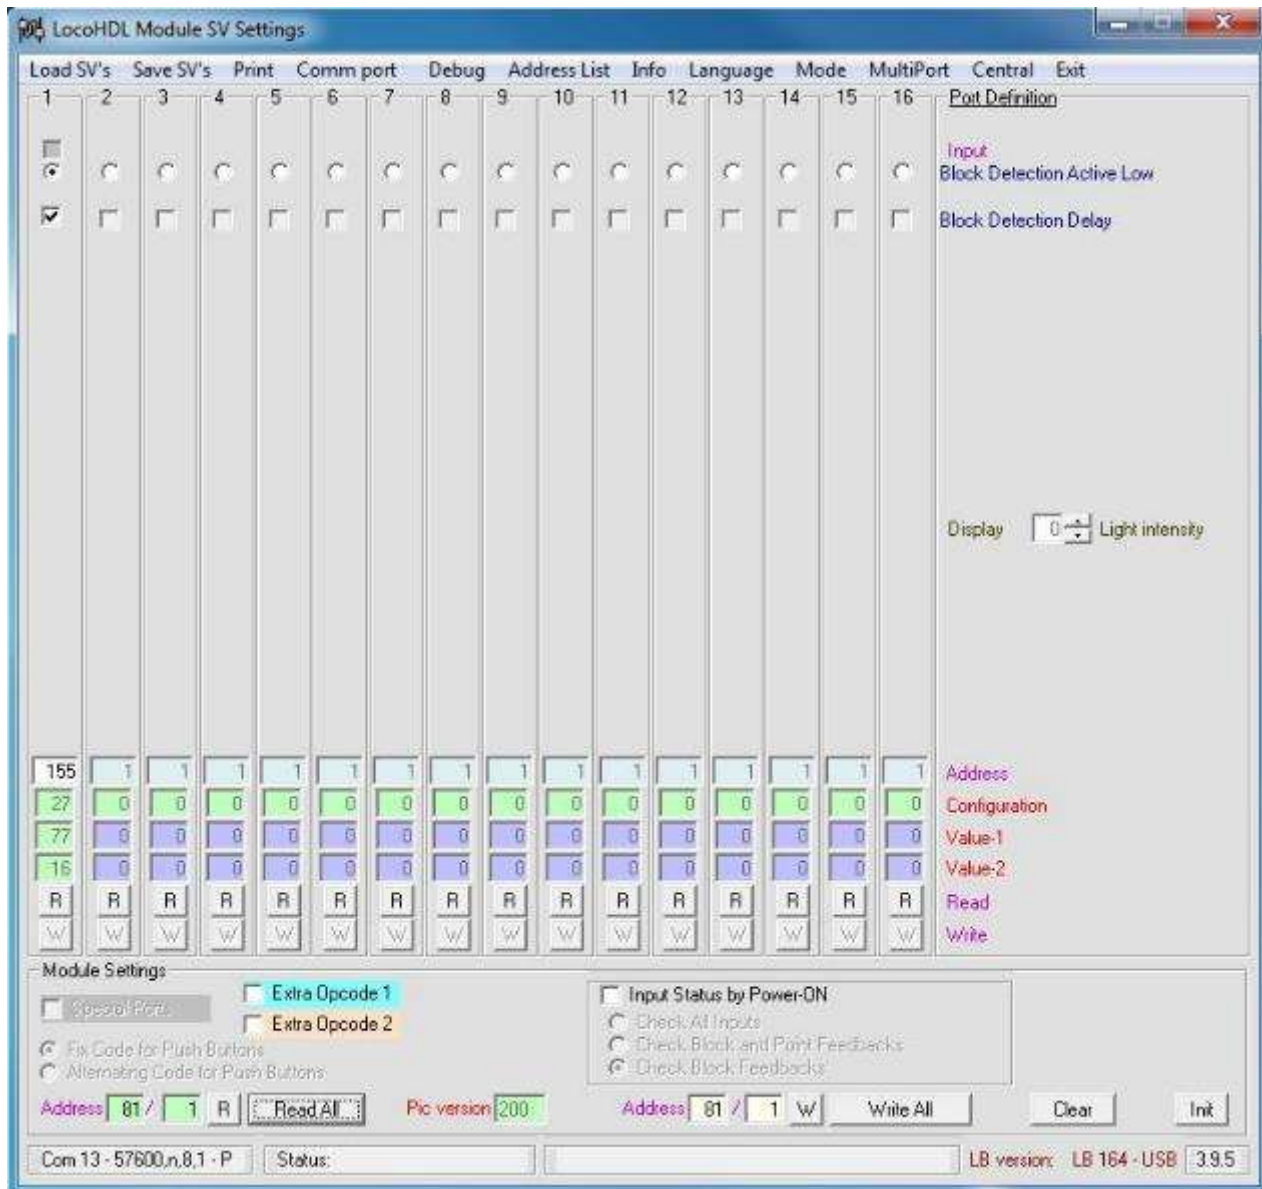 LocoHDL Module SV Settings
Load SV's Save SV's Print Comm port Debug Address List Info Language Mode MultiPort Central Exit
1 2 3 4 5 6 7 8 9 10 11 12 13 14 15 16 Port Definition
Input
Block Detection Active Low
Block Detection Delay
Display 0 Light intensity
155 1 1 1 1 1 1 1 1 1 1 1 1 1 1 1 Address
27 0 0 0 0 0 0 0 0 0 0 0 0 0 0 0 Configuration
77 0 0 0 0 0 0 0 0 0 0 0 0 0 0 0 Value-1
16 0 0 0 0 0 0 0 0 0 0 0 0 0 0 0 Value-2
R R R R R R R R R R R R R R R R Read
W W W W W W W W W W W W W W W W Write
Module Settings
Special Port
Extra Opcode 1
Extra Opcode 2
Fix Code for Push Buttons
Alternating Code for Push Buttons
Input Status by Power-ON
Check All Inputs
Check Block and Point Feedbacks
Check Block Feedbacks
Address 81 / 1 R Read All Pic version 200 Address 81 / 1 W Write All Clear Init
Com 13 - 57600,n,8,1 - P Status: LB version: LB 164 - USB 3.9.5